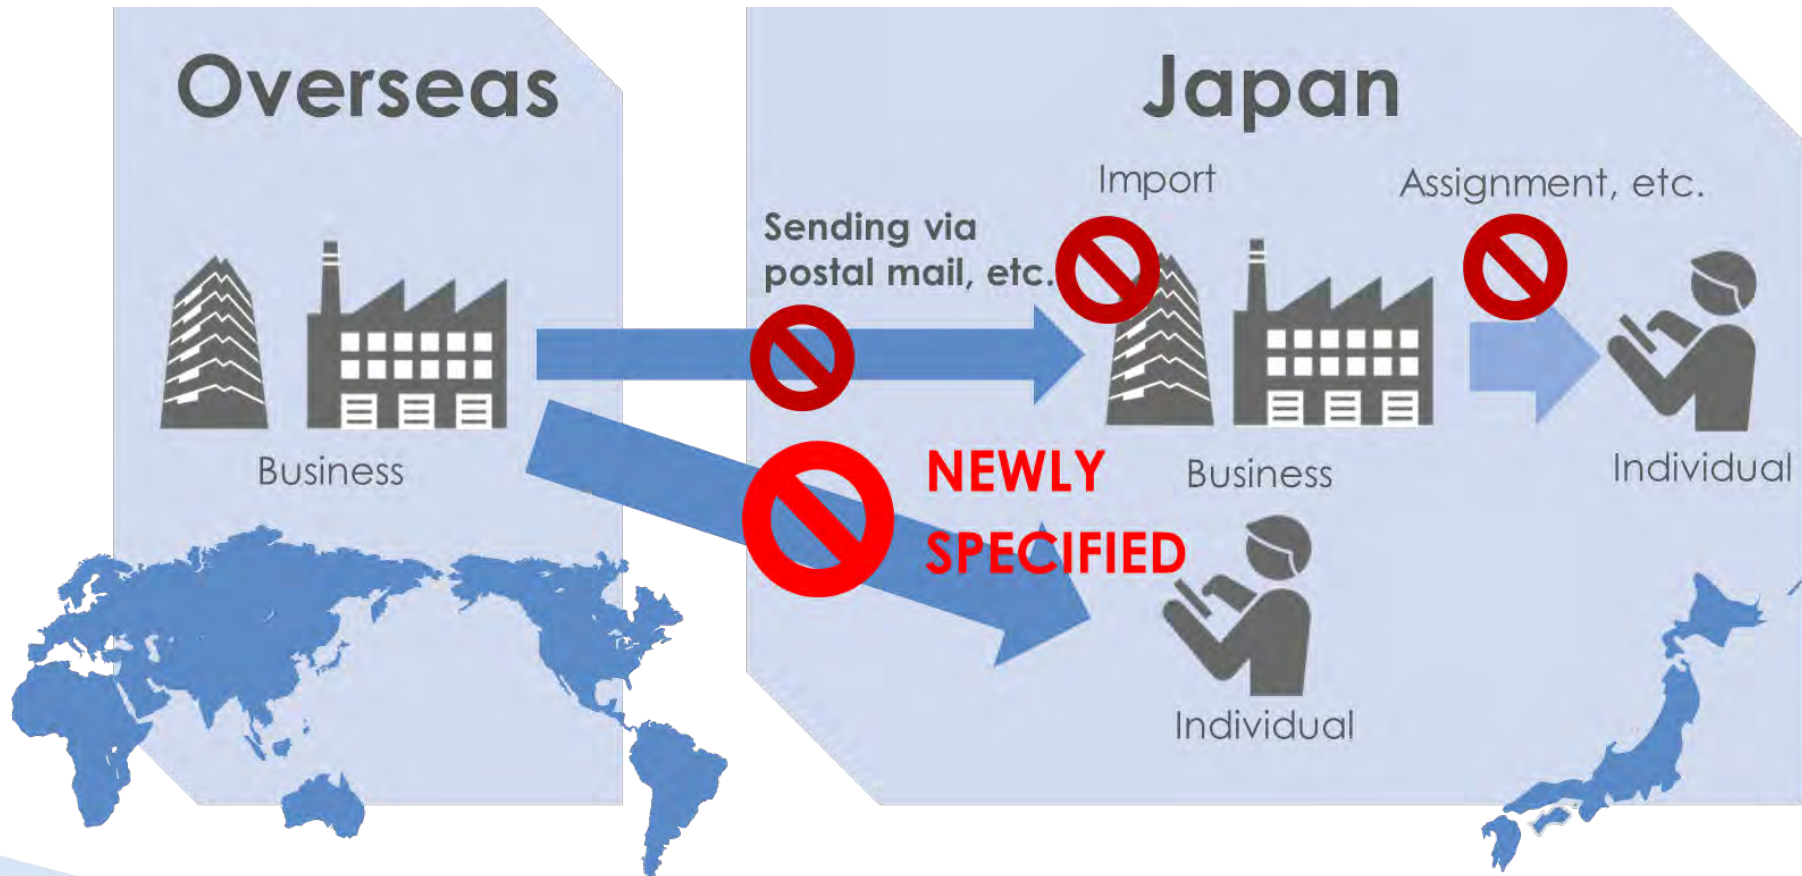 Overseas
Japan
Import
Assignment, etc.
Sending via
postal mail, etc.
Business
NEWLY
SPECIFIED
Business
Individual
Individual